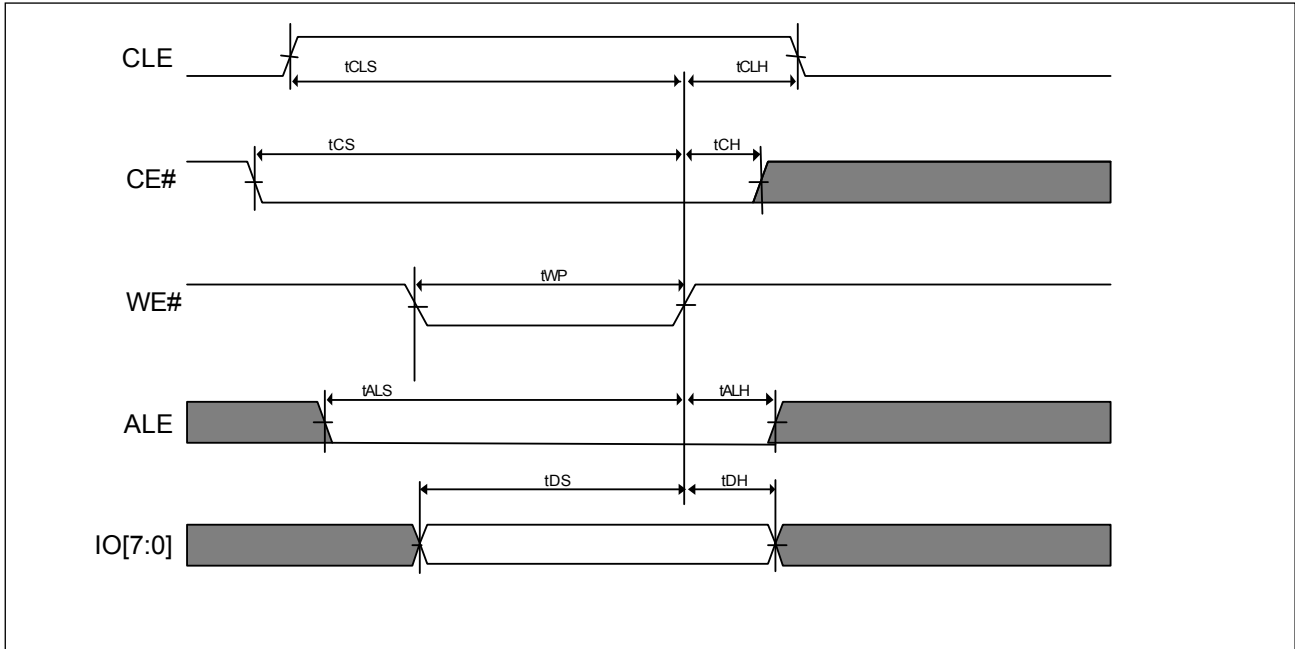 CLE
tCLS
tCLH
tCS
tCH
CE#
tWP
WE#
tALS
tALH
ALE
tDS
tDH
IO[7:0]